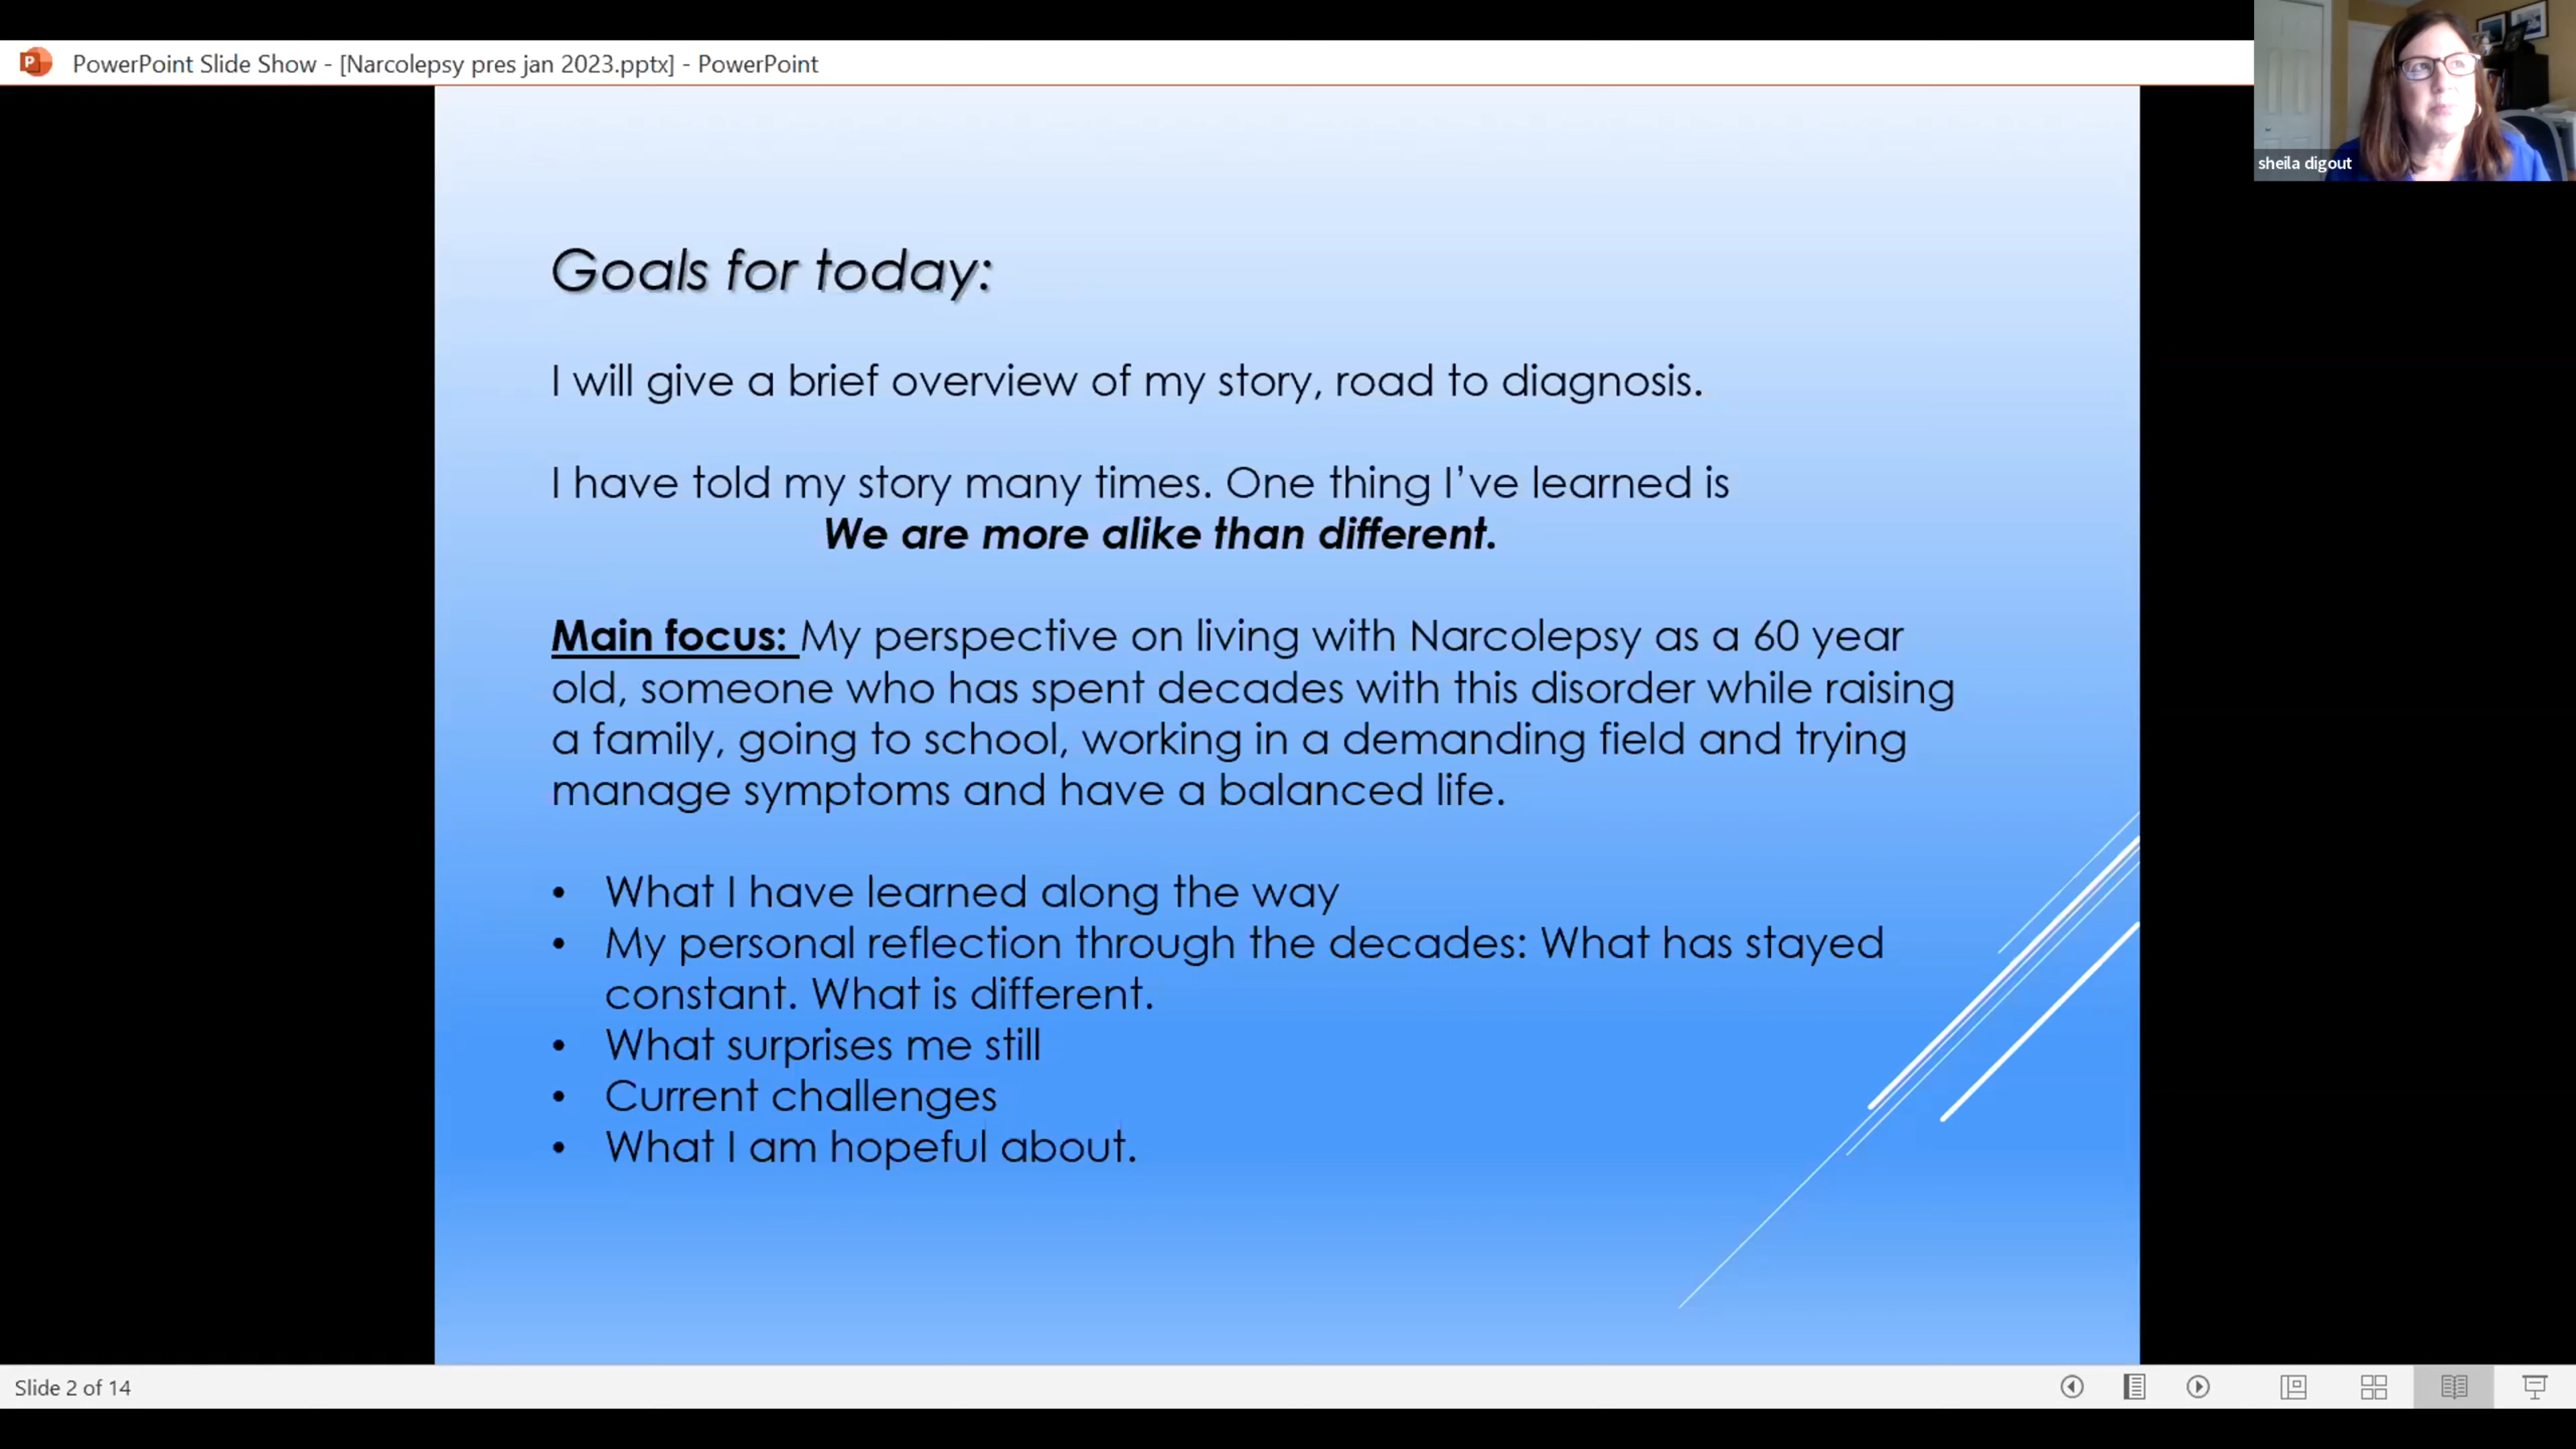 PowerPoint Slide Show - [Narcolepsy pres jan 2023.pptx] - PowerPoint
sheila digout
Goals for today:
I will give a brief overview of my story, road to diagnosis.
I have told my story many times. One thing I've learned is
We are more alike than different.
Main focus: My perspective on living with Narcolepsy as a 60 year
old, someone who has spent decades with this disorder while raising
a family, going to school, working in a demanding field and trying
manage symptoms and have a balanced life.
• What I have learned along the way
• My personal reflection through the decades: What has stayed
constant. What is different.
• What surprises me still
• Current challenges
• What I am hopeful about.
Slide 2 of 14